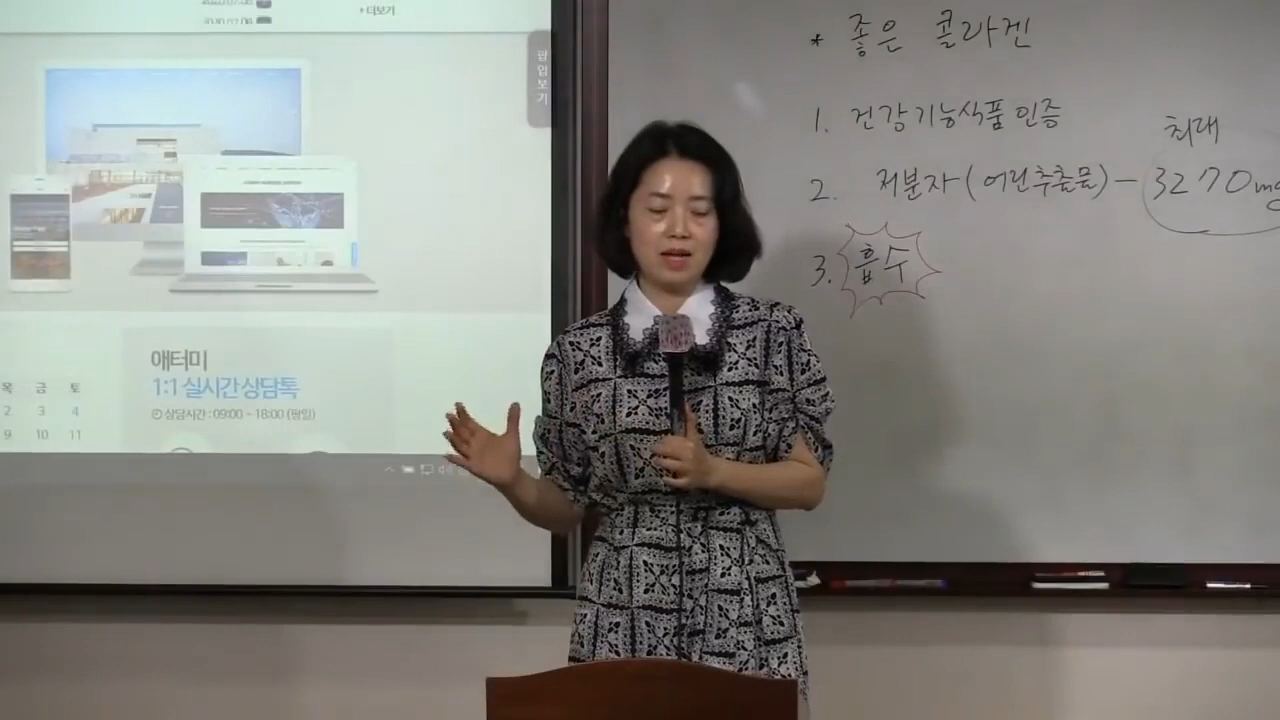 2020.07.06
+ 더보기
팝업보기
애터미
1:1 실시간 상담톡
상담시간 : 09:00 ~ 18:00 (평일)
목 금 토
2 3 4
9 10 11
* 좋은 콜라겐
1. 건강기능식품 인증
최대
2. 저분자 (어린추출물) - 3270mg
3. 흡수